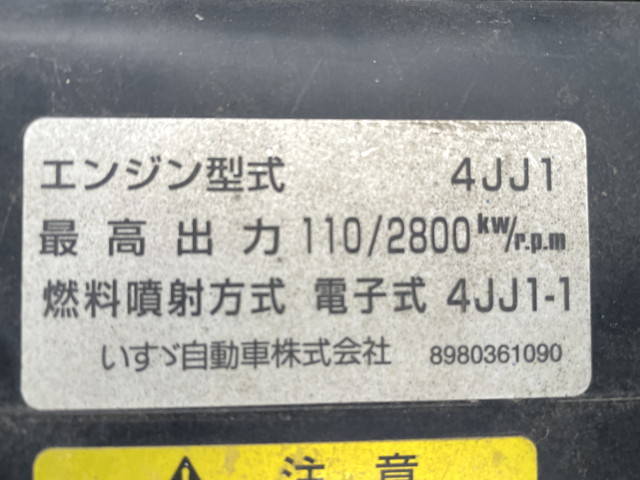 エンジン型式 4JJ1
最高出力 110/2800 kw/r.p.m
燃料噴射方式 電子式 4JJ1-1
いすゞ自動車株式会社 8980361090
注意